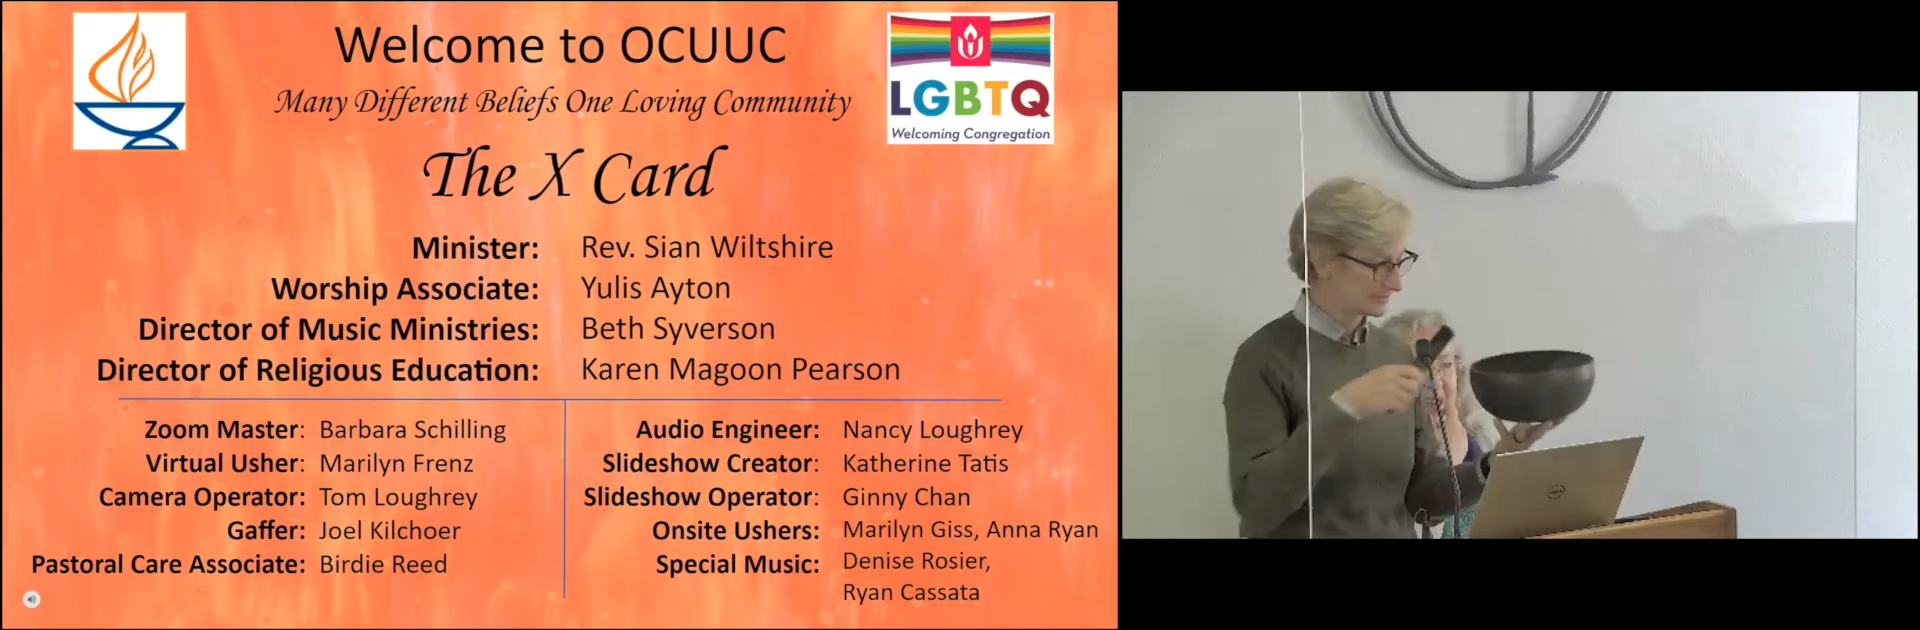 Welcome to OCUUC
Many Different Beliefs One Loving Community
LGBTQ
Welcoming Congregation
The X Card
Minister: Rev. Sian Wiltshire
Worship Associate: Yulis Ayton
Director of Music Ministries: Beth Syverson
Director of Religious Education: Karen Magoon Pearson
Zoom Master: Barbara Schilling
Virtual Usher: Marilyn Frenz
Camera Operator: Tom Loughrey
Gaffer: Joel Kilchoer
Pastoral Care Associate: Birdie Reed
Audio Engineer: Nancy Loughrey
Slideshow Creator: Katherine Tatis
Slideshow Operator: Ginny Chan
Onsite Ushers: Marilyn Giss, Anna Ryan
Special Music: Denise Rosier,
Ryan Cassata
DELL